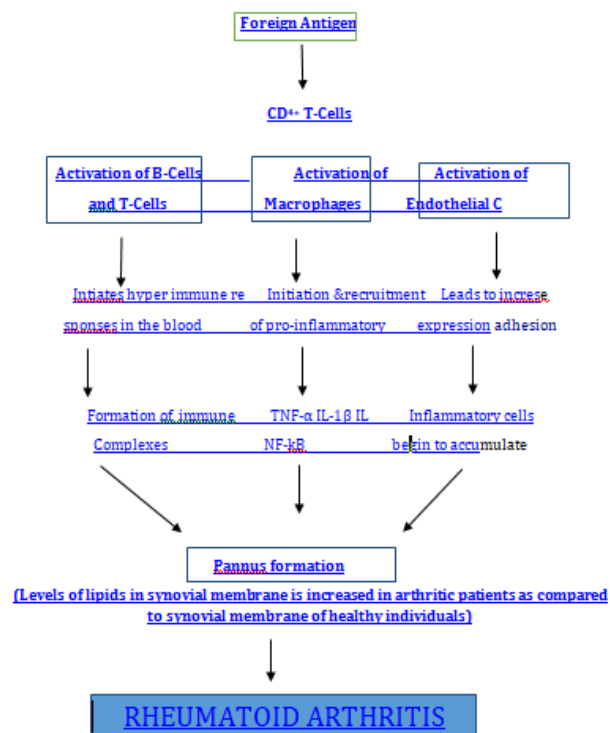 Foreign Antigen
CD⁴⁺ T-Cells
Activation of B-Cells Activation of Activation of
and T-Cells Macrophages Endothelial C
Intiates hyper immune re Initiation &recruitment Leads to increse
sponses in the blood of pro-inflammatory expression adhesion
Formation of immune TNF-α IL-1β IL Inflammatory cells
Complexes NF-kB begin to accumulate
Pannus formation
(Levels of lipids in synovial membrane is increased in arthritic patients as compared
to synovial membrane of healthy individuals)
RHEUMATOID ARTHRITIS